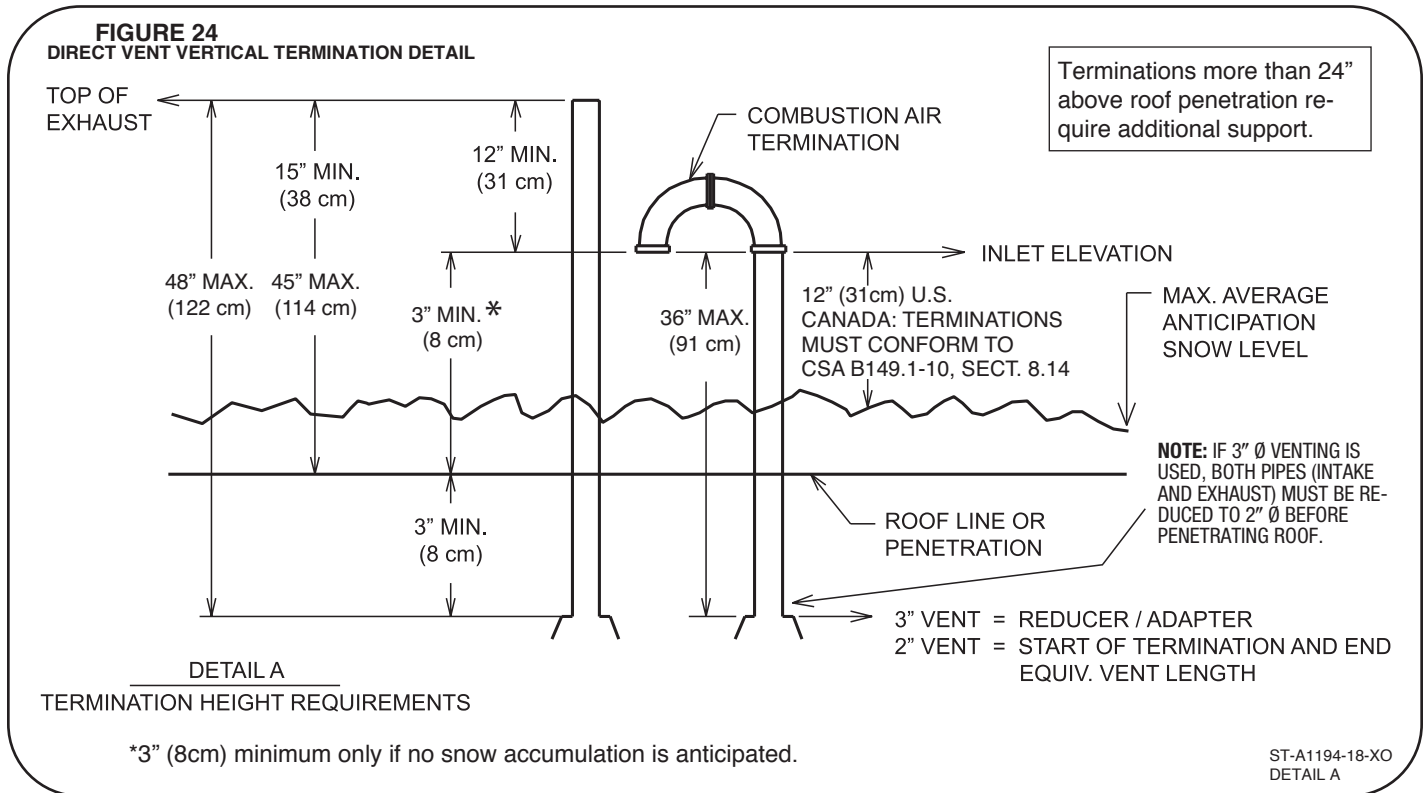 FIGURE 24
DIRECT VENT VERTICAL TERMINATION DETAIL
Terminations more than 24”
above roof penetration re-
quire additional support.
TOP OF
EXHAUST
COMBUSTION AIR
TERMINATION
12” MIN.
(31 cm)
15” MIN.
(38 cm)
INLET ELEVATION
48” MAX.
(122 cm)
45” MAX.
(114 cm)
3” MIN. *
(8 cm)
36” MAX.
(91 cm)
12” (31cm) U.S.
CANADA: TERMINATIONS
MUST CONFORM TO
CSA B149.1-10, SECT. 8.14
MAX. AVERAGE
ANTICIPATION
SNOW LEVEL
NOTE: IF 3” Ø VENTING IS
USED, BOTH PIPES (INTAKE
AND EXHAUST) MUST BE RE-
DUCED TO 2” Ø BEFORE
PENETRATING ROOF.
3” MIN.
(8 cm)
ROOF LINE OR
PENETRATION
3” VENT = REDUCER / ADAPTER
2” VENT = START OF TERMINATION AND END
EQUIV. VENT LENGTH
DETAIL A
TERMINATION HEIGHT REQUIREMENTS
*3” (8cm) minimum only if no snow accumulation is anticipated.
ST-A1194-18-XO
DETAIL A